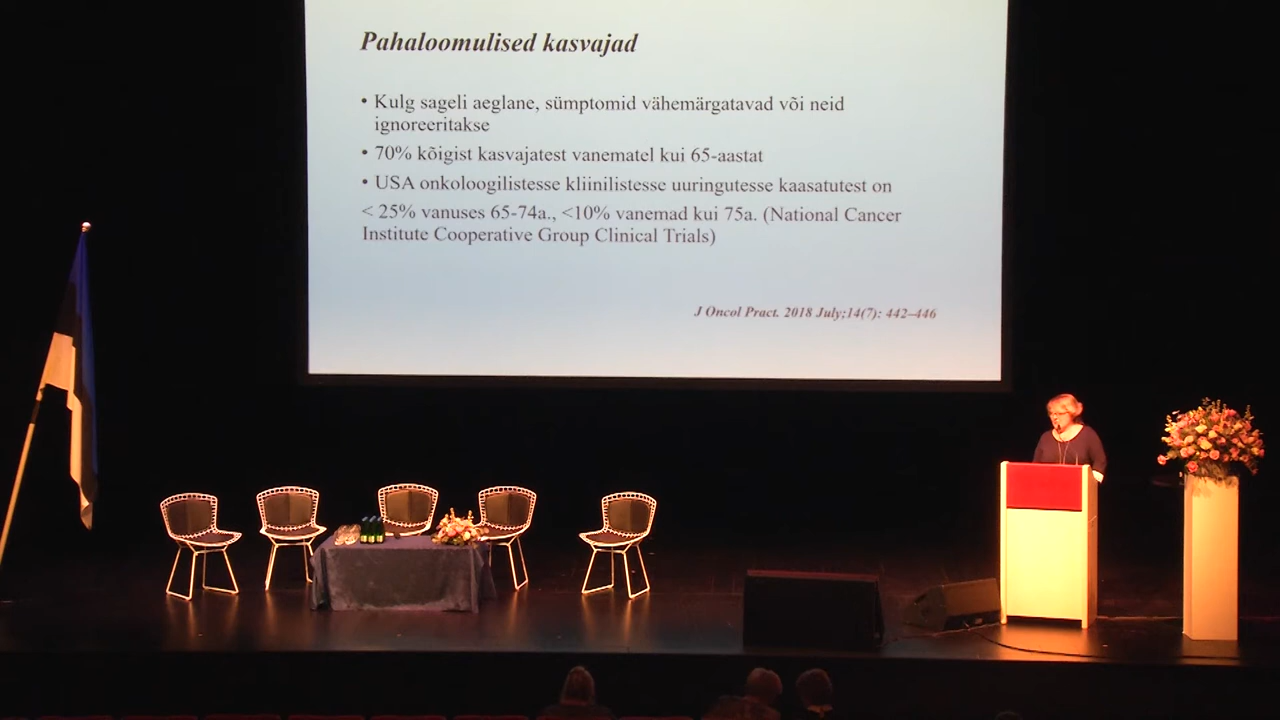 Pahaloomulised kasvajad
• Kulg sageli aeglane, sümptomid vähemärgatavad või neid
ignoreeritakse
• 70% kõigist kasvajatest vanematel kui 65-aastat
• USA onkoloogilistesse kliinilistesse uuringutesse kaasatutest on
< 25% vanuses 65-74a., <10% vanemad kui 75a. (National Cancer
Institute Cooperative Group Clinical Trials)
J Oncol Pract. 2018 July;14(7): 442–446